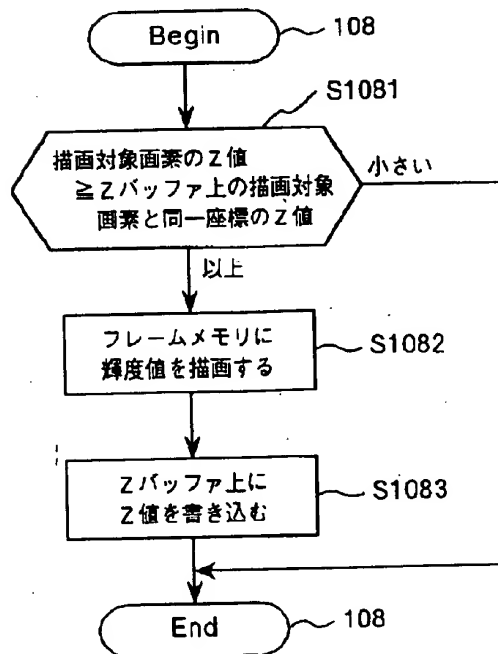 Begin
108
S1081
描画対象画素のZ値
≧Zバッファ上の描画対象
画素と同一座標のZ値
小さい
以上
フレームメモリに
輝度値を描画する
S1082
Zバッファ上に
Z値を書き込む
S1083
End
108